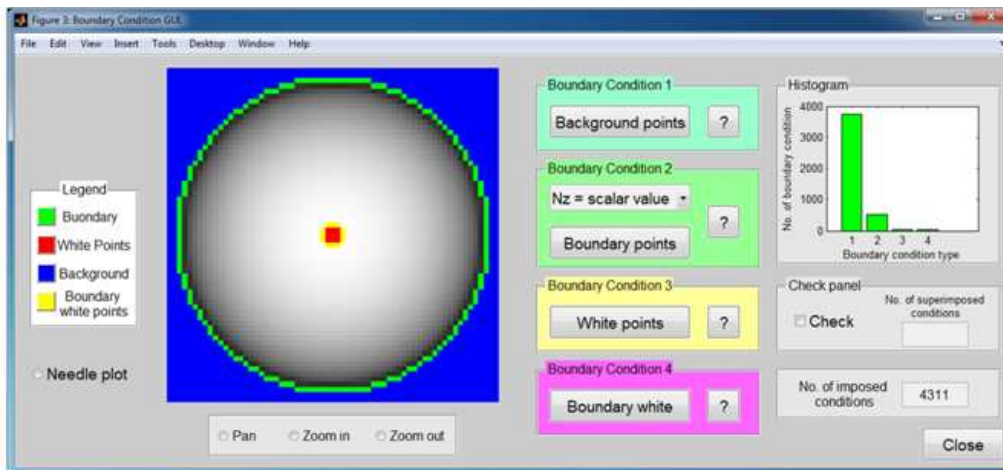 Figure 3: Boundary Condition GUI
File Edit View Insert Tools Desktop Window Help
Legend
Buondary
White Points
Background
Boundary
white points
Needle plot
Pan Zoom in Zoom out
Boundary Condition 1
Background points ?
Boundary Condition 2
Nz = scalar value
?
Boundary points
Boundary Condition 3
White points ?
Boundary Condition 4
Boundary white ?
Histogram
No. of boundary condition
4000
3000
2000
1000
0
1 2 3 4
Boundary condition type
Check panel
Check
No. of superimposed
conditions
No. of imposed
conditions
4311
Close